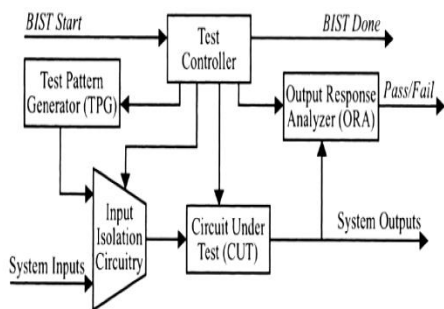 BIST Start
Test
Controller
BIST Done
Test Pattern
Generator (TPG)
Output Response
Analyzer (ORA)
Pass/Fail
Input
Isolation
Circuitry
Circuit Under
Test (CUT)
System Inputs
System Outputs